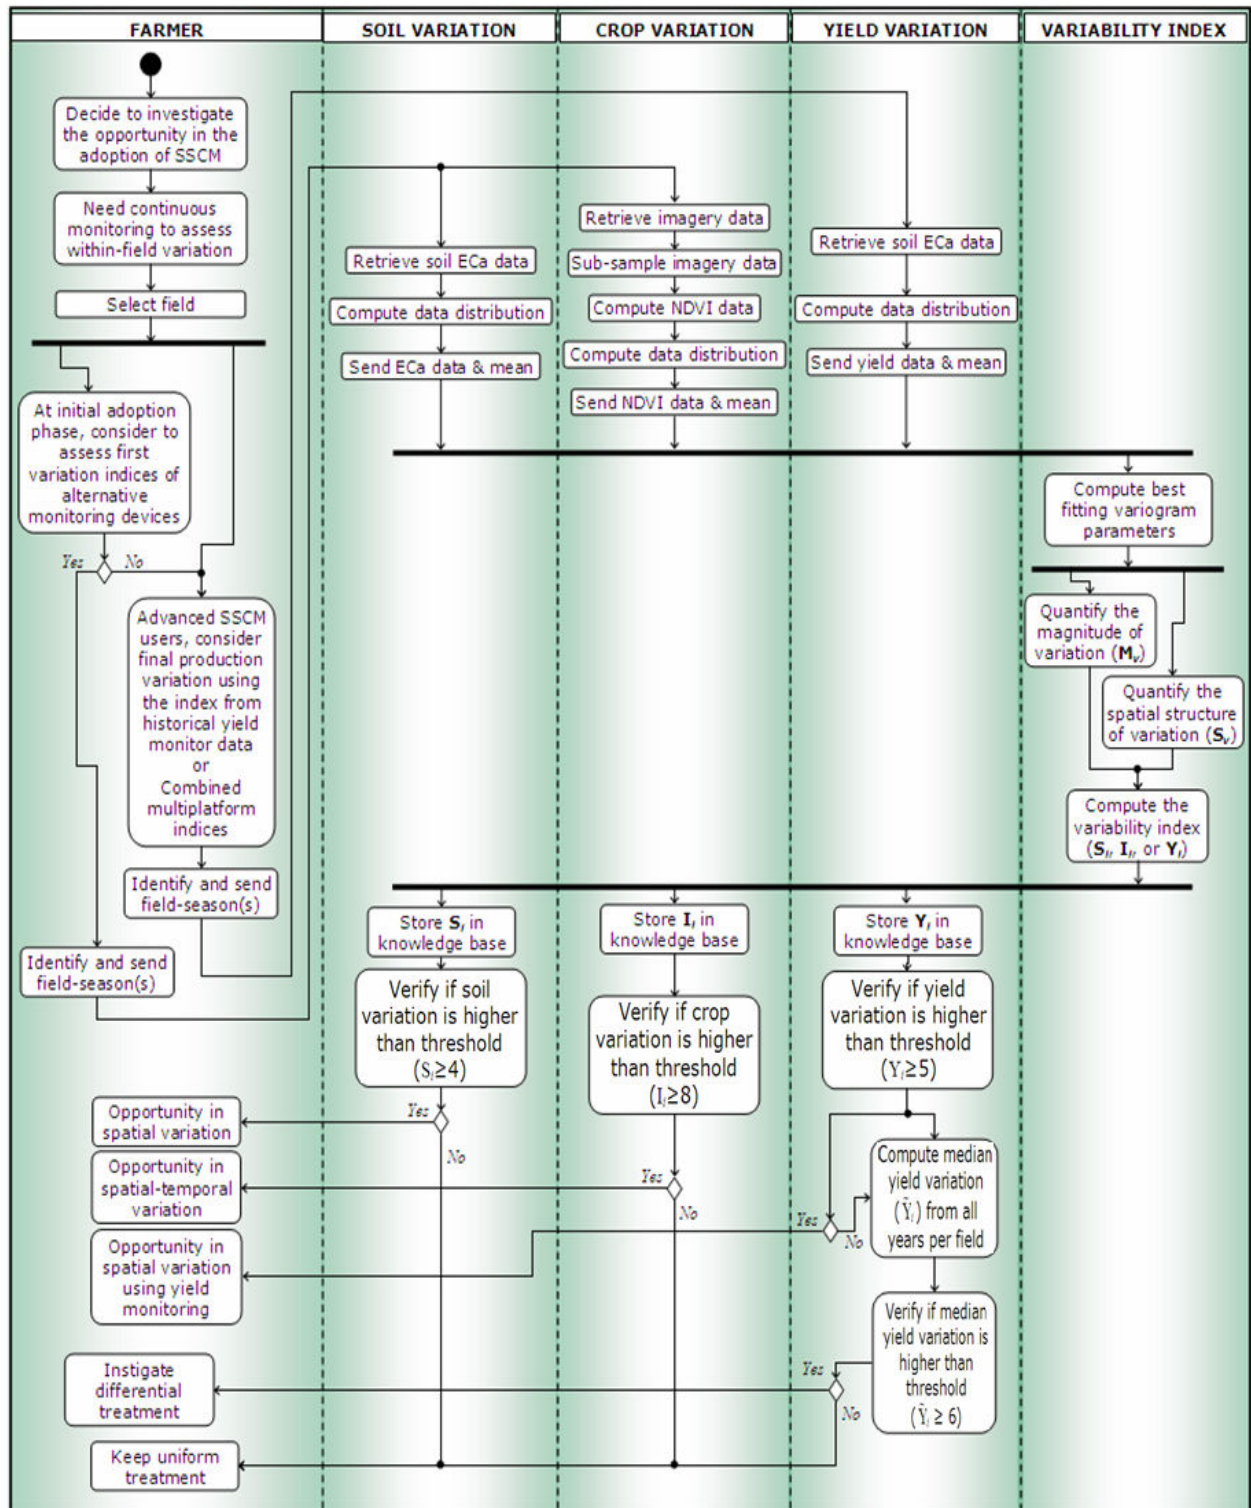 FARMER
SOIL VARIATION
CROP VARIATION
YIELD VARIATION
VARIABILITY INDEX
Decide to investigate
the opportunity in the
adoption of SSCM
Need continuous
monitoring to assess
within-field variation
Select field
At initial adoption
phase, consider to
assess first
variation indices of
alternative
monitoring devices
Yes
No
Advanced SSCM
users, consider
final production
variation using
the index from
historical yield
monitor data
or
Combined
multiplatform
indices
Identify and send
field-season(s)
Identify and send
field-season(s)
Opportunity in
spatial variation
Opportunity in
spatial-temporal
variation
Opportunity in
spatial variation
using yield
monitoring
Instigate
differential
treatment
Keep uniform
treatment
Retrieve soil ECa data
Compute data distribution
Send ECa data & mean
Store Si in
knowledge base
Verify if soil
variation is higher
than threshold
(Si≥4)
Yes
No
Retrieve imagery data
Sub-sample imagery data
Compute NDVI data
Compute data distribution
Send NDVI data & mean
Store Ii in
knowledge base
Verify if crop
variation is higher
than threshold
(Ii≥8)
Yes
No
Retrieve soil ECa data
Compute data distribution
Send yield data & mean
Store Yi in
knowledge base
Verify if yield
variation is higher
than threshold
(Yi≥5)
Yes
No
Compute median
yield variation
(Ỹi) from all
years per field
Verify if median
yield variation is
higher than
threshold
(Ỹi ≥ 6)
Yes
No
Compute best
fitting variogram
parameters
Quantify the
magnitude of
variation (Mv)
Quantify the
spatial structure
of variation (Sv)
Compute the
variability index
(Si, Ii, or Yi)